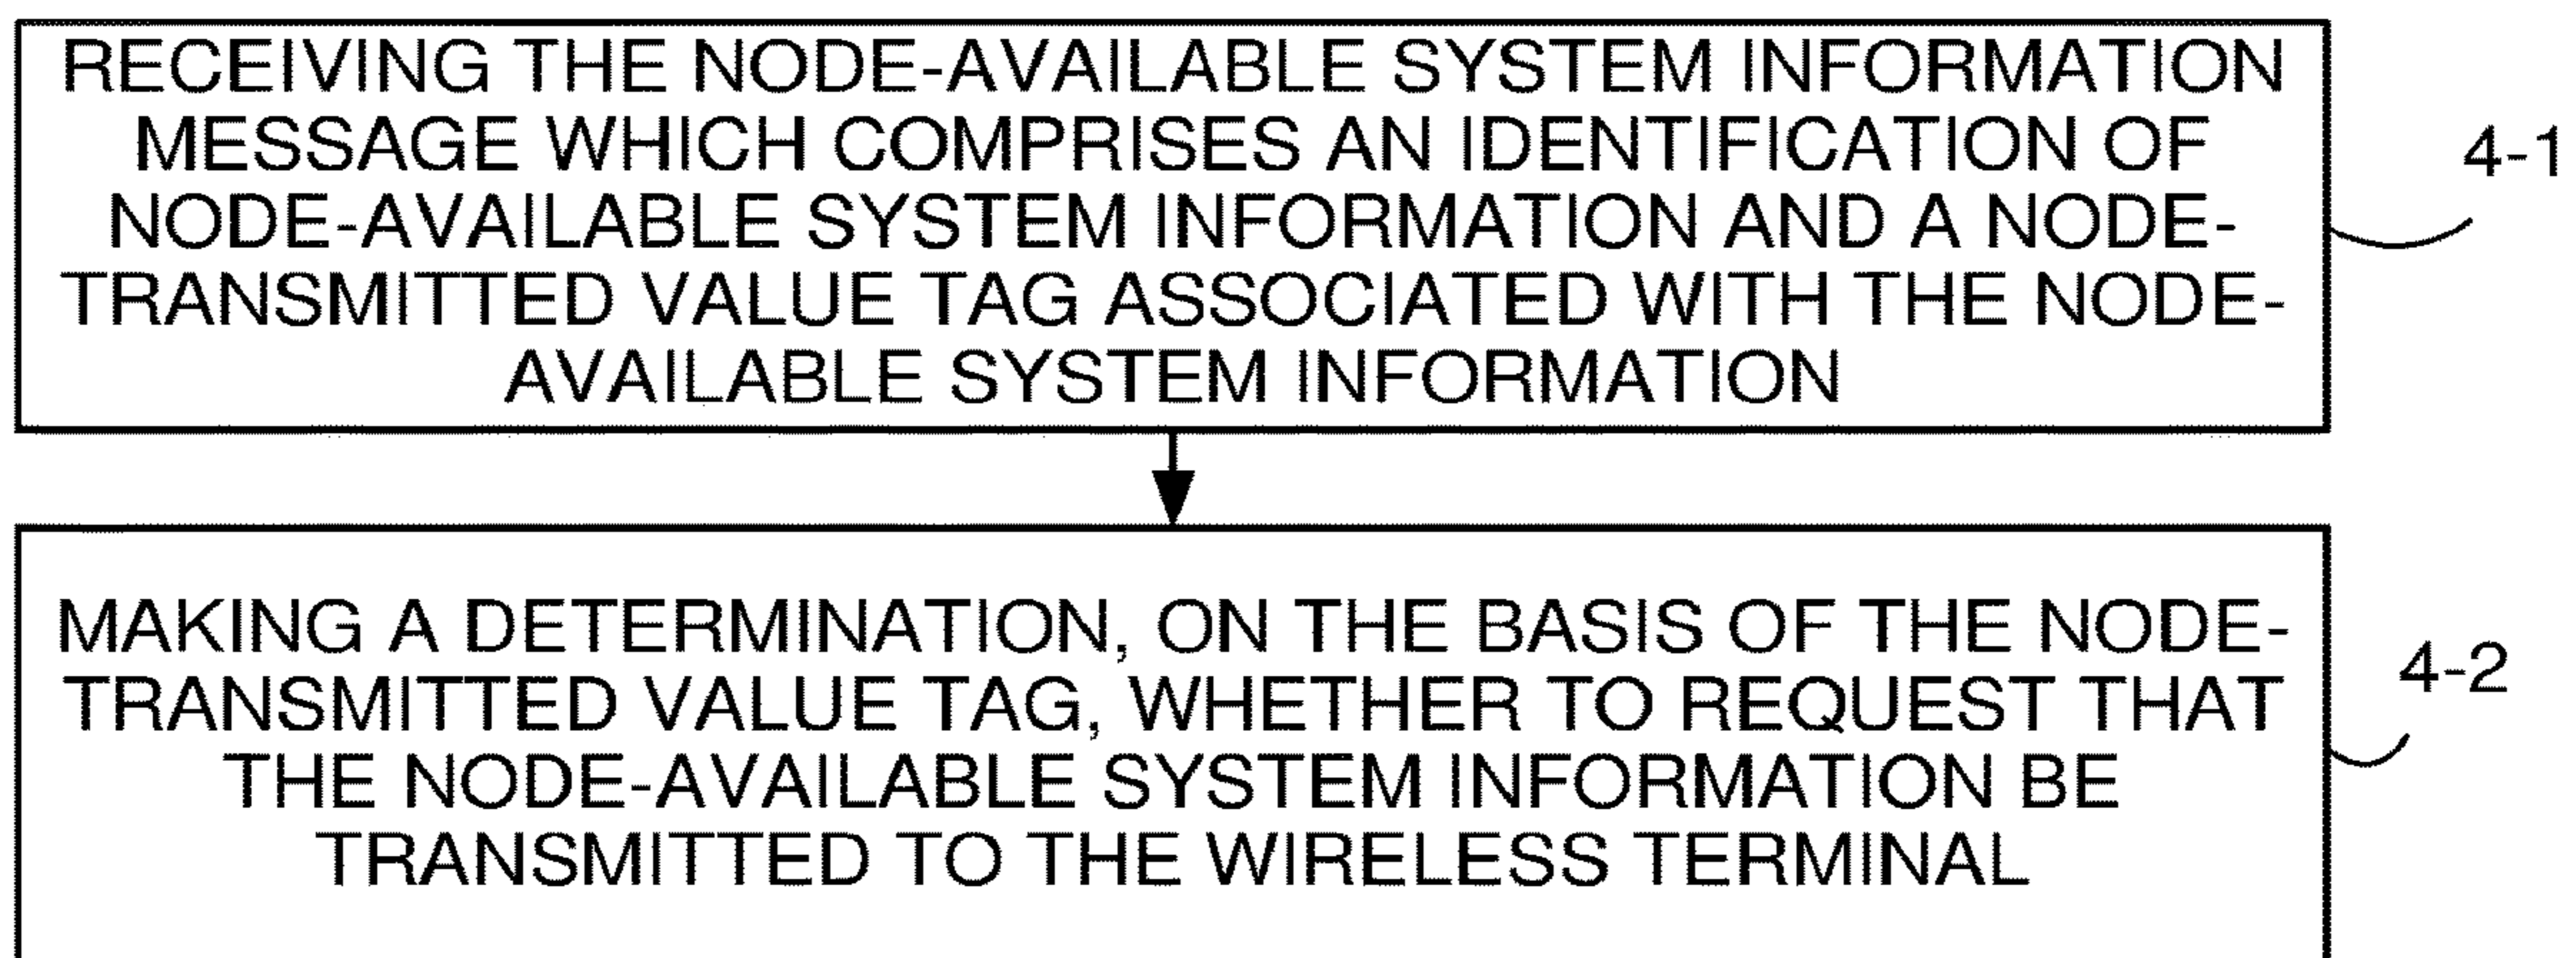 RECEIVING THE NODE-AVAILABLE SYSTEM INFORMATION
MESSAGE WHICH COMPRISES AN IDENTIFICATION OF
NODE-AVAILABLE SYSTEM INFORMATION AND A NODE-
TRANSMITTED VALUE TAG ASSOCIATED WITH THE NODE-
AVAILABLE SYSTEM INFORMATION
4-1
MAKING A DETERMINATION, ON THE BASIS OF THE NODE-
TRANSMITTED VALUE TAG, WHETHER TO REQUEST THAT
THE NODE-AVAILABLE SYSTEM INFORMATION BE
TRANSMITTED TO THE WIRELESS TERMINAL
4-2